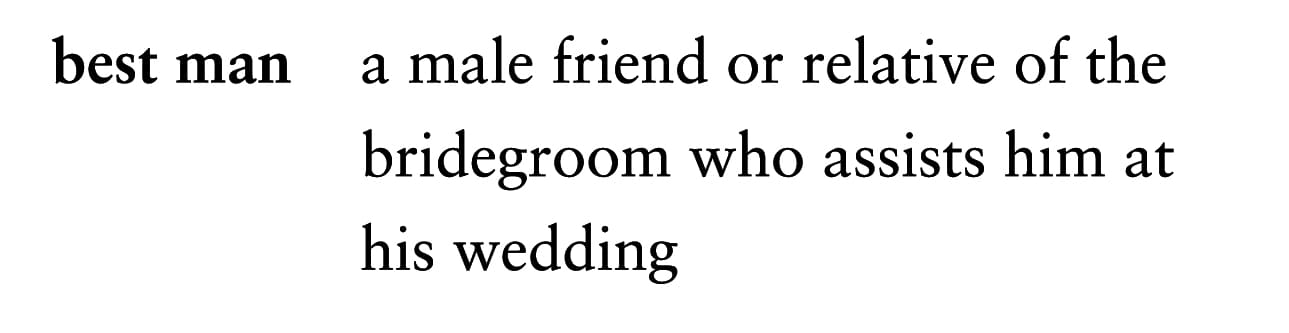 best man a male friend or relative of the
bridegroom who assists him at
his wedding